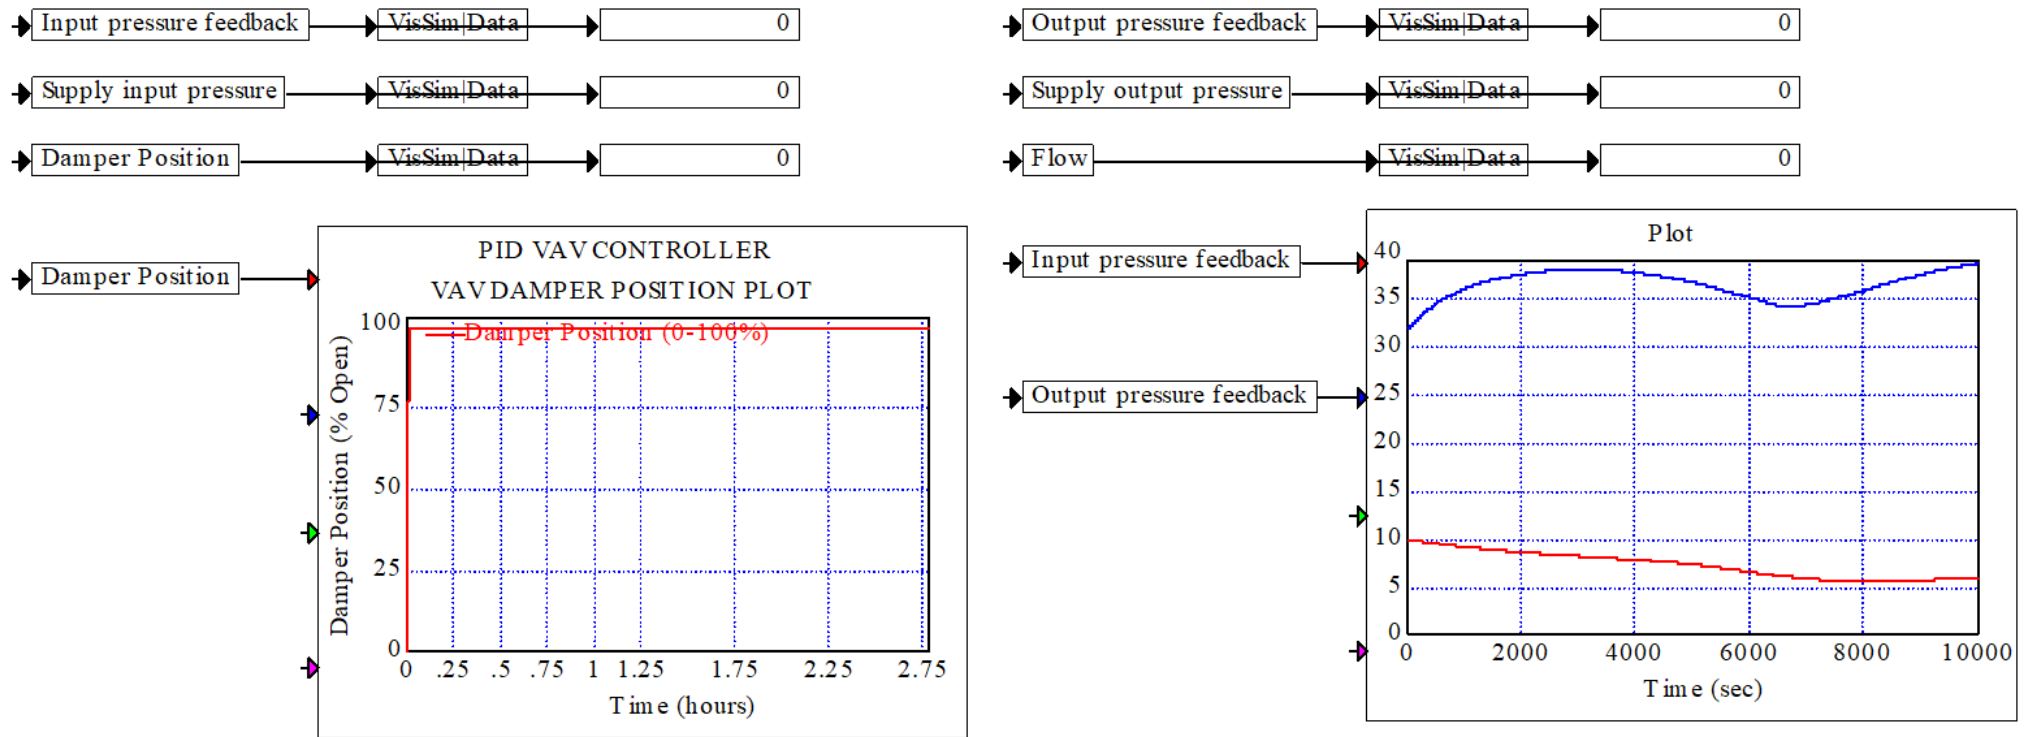 Input pressure feedback VisSim|Data 0
Output pressure feedback VisSim|Data 0
Supply input pressure VisSim|Data 0
Supply output pressure VisSim|Data 0
Damper Position VisSim|Data 0
Flow VisSim|Data 0
Damper Position
PID VAV CONTROLLER
VAV DAMPER POSITION PLOT
Damper Position (0-100%)
Damper Position (% Open)
100
75
50
25
0
0 .25 .5 .75 1 1.25 1.75 2.25 2.75
Time (hours)
Input pressure feedback
Output pressure feedback
Plot
40
35
30
25
20
15
10
5
0
0 2000 4000 6000 8000 10000
Time (sec)